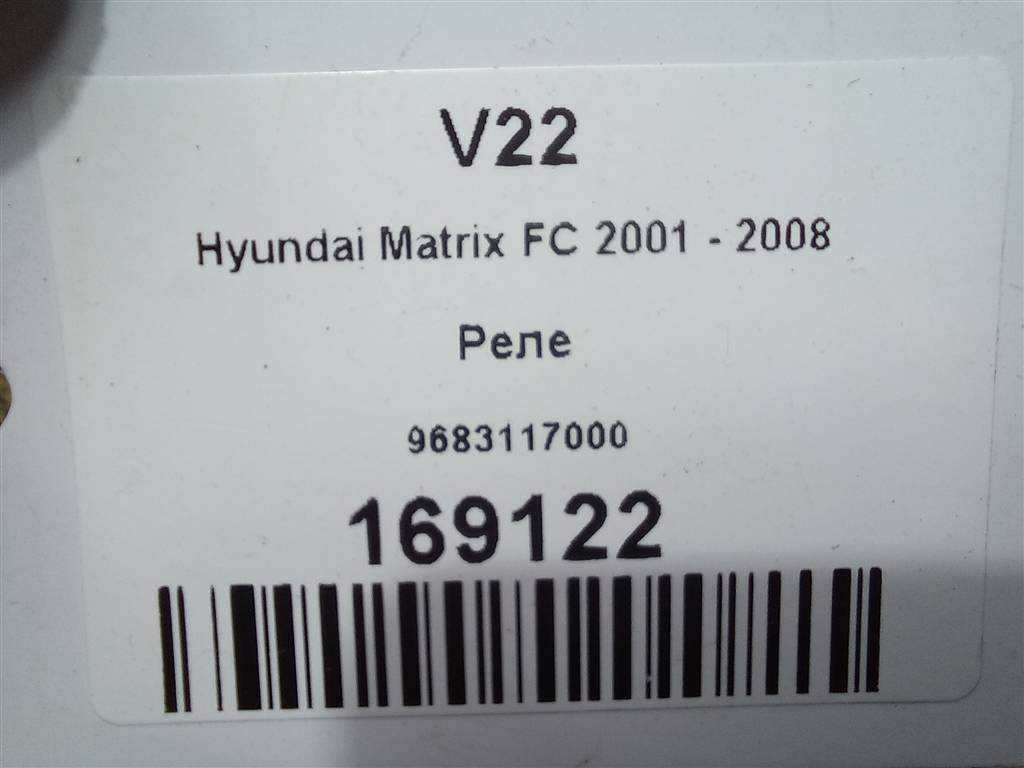 V22
Hyundai Matrix FC 2001 - 2008
Реле
9683117000
169122